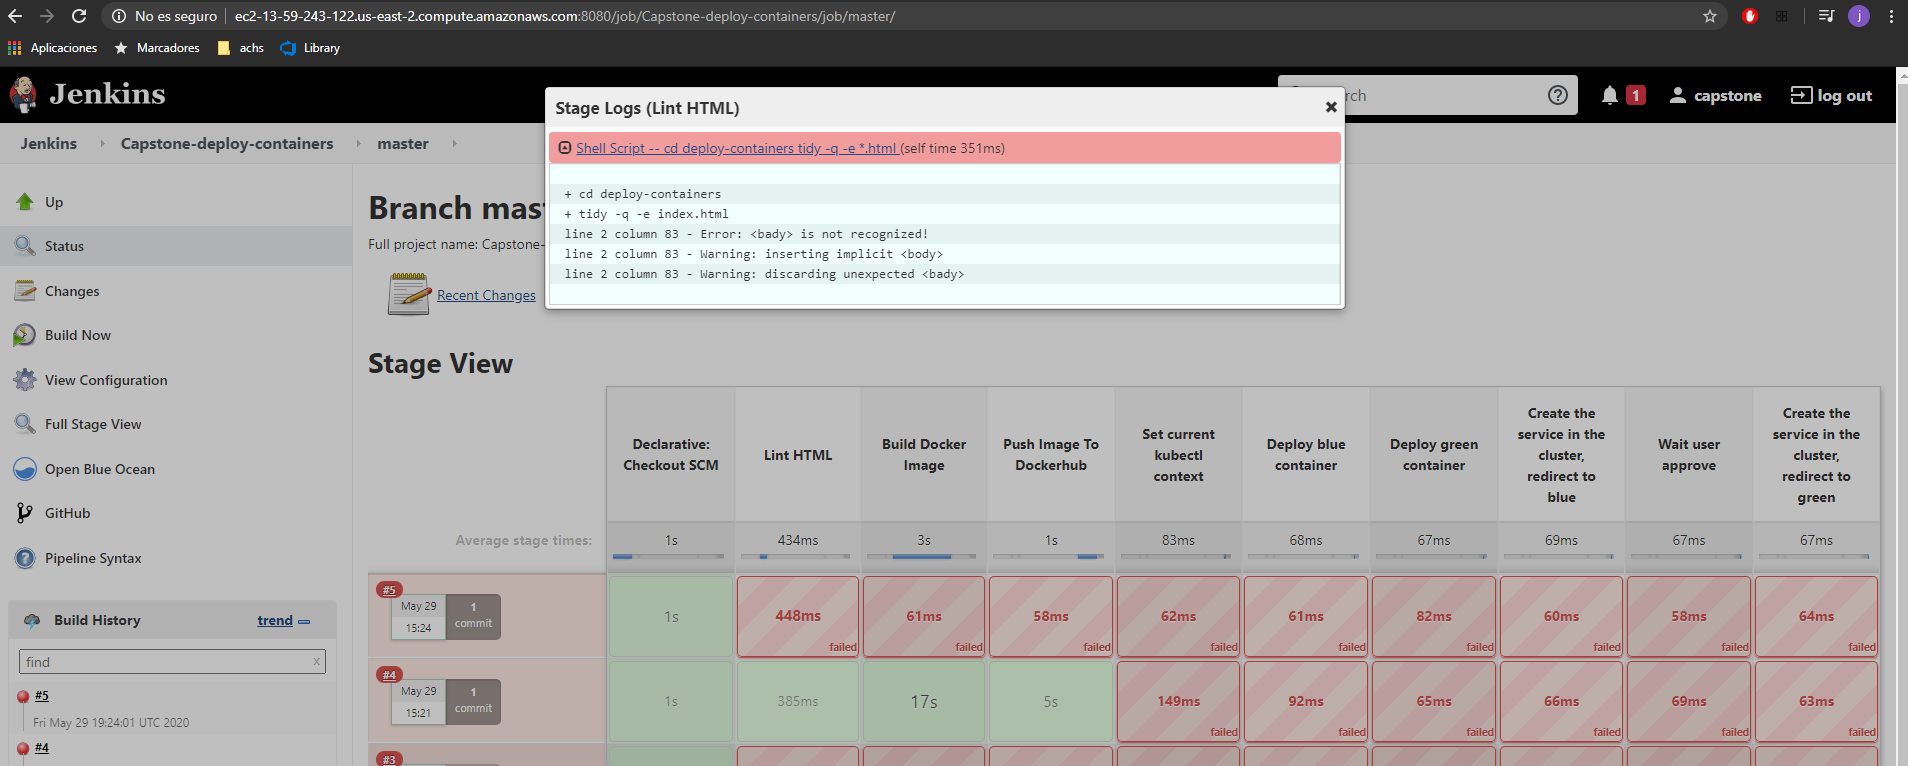 No es seguro | ec2-13-59-243-122.us-east-2.compute.amazonaws.com:8080/job/Capstone-deploy-containers/job/master/
j
Aplicaciones Marcadores achs Library
Jenkins
1 capstone log out
Jenkins Capstone-deploy-containers master
Stage Logs (Lint HTML)
Shell Script -- cd deploy-containers tidy -q -e *.html (self time 351ms)
+ cd deploy-containers
+ tidy -q -e index.html
line 2 column 83 - Error: <bady> is not recognized!
line 2 column 83 - Warning: inserting implicit <body>
line 2 column 83 - Warning: discarding unexpected <bady>
Up
Status
Changes
Build Now
View Configuration
Full Stage View
Open Blue Ocean
GitHub
Pipeline Syntax
Build History trend
find x
#5
Fri May 29 19:24:01 UTC 2020
#4
Branch
Full project name:
Recent Changes
Stage View
Declarative: Checkout SCM
Lint HTML
Build Docker Image
Push Image To Dockerhub
Set current kubectl context
Deploy blue container
Deploy green container
Create the service in the cluster, redirect to blue
Wait user approve
Create the service in the cluster, redirect to green
Average stage times: 1s 434ms 3s 1s 83ms 68ms 67ms 69ms 67ms 67ms
#5
May 29 15:24 1 commit
1s 448ms 61ms 58ms 62ms 61ms 82ms 60ms 58ms 64ms
failed failed failed failed failed failed failed failed failed
#4
May 29 15:21 1 commit
1s 385ms 17s 5s 149ms 92ms 65ms 66ms 69ms 63ms
failed failed failed failed failed failed
#3